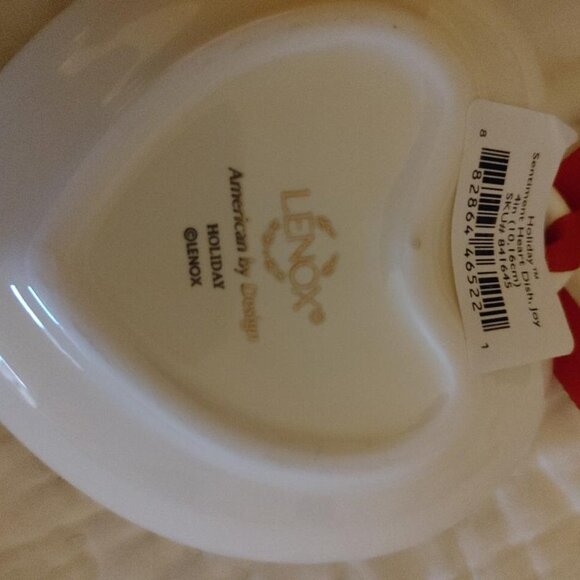 LENOX®
American by Design
HOLIDAY
©LENOX
Holiday™
Sentiment Heart Dish, Joy
4in (10.16cm)
SKU# 841645
8 82864 46522 1